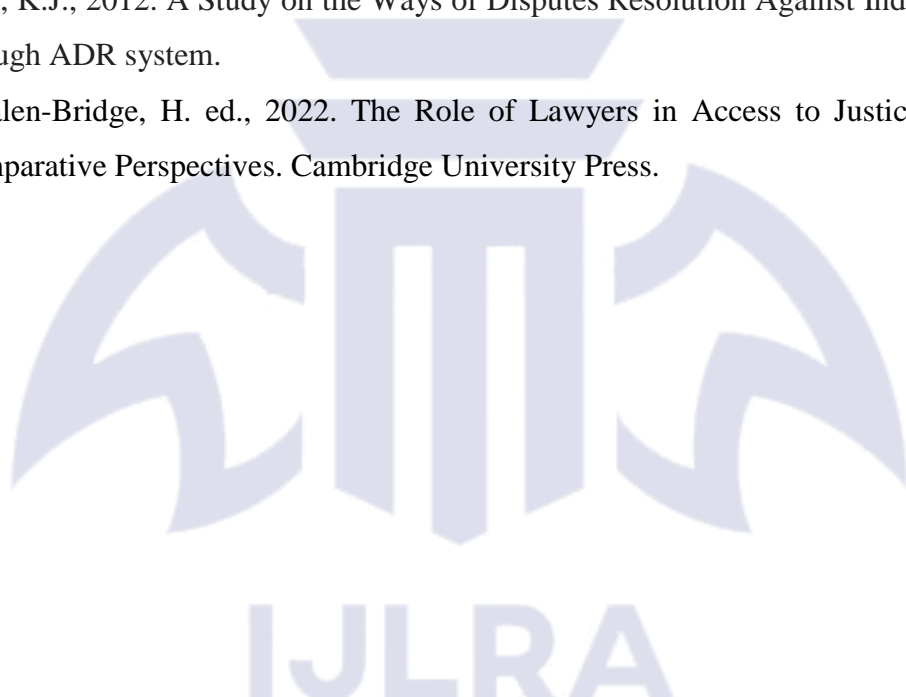 , K.J., 2012. A Study on the Ways of Disputes Resolution Against Ind
ugh ADR system.
alen-Bridge, H. ed., 2022. The Role of Lawyers in Access to Justic
parative Perspectives. Cambridge University Press.
IJLRA